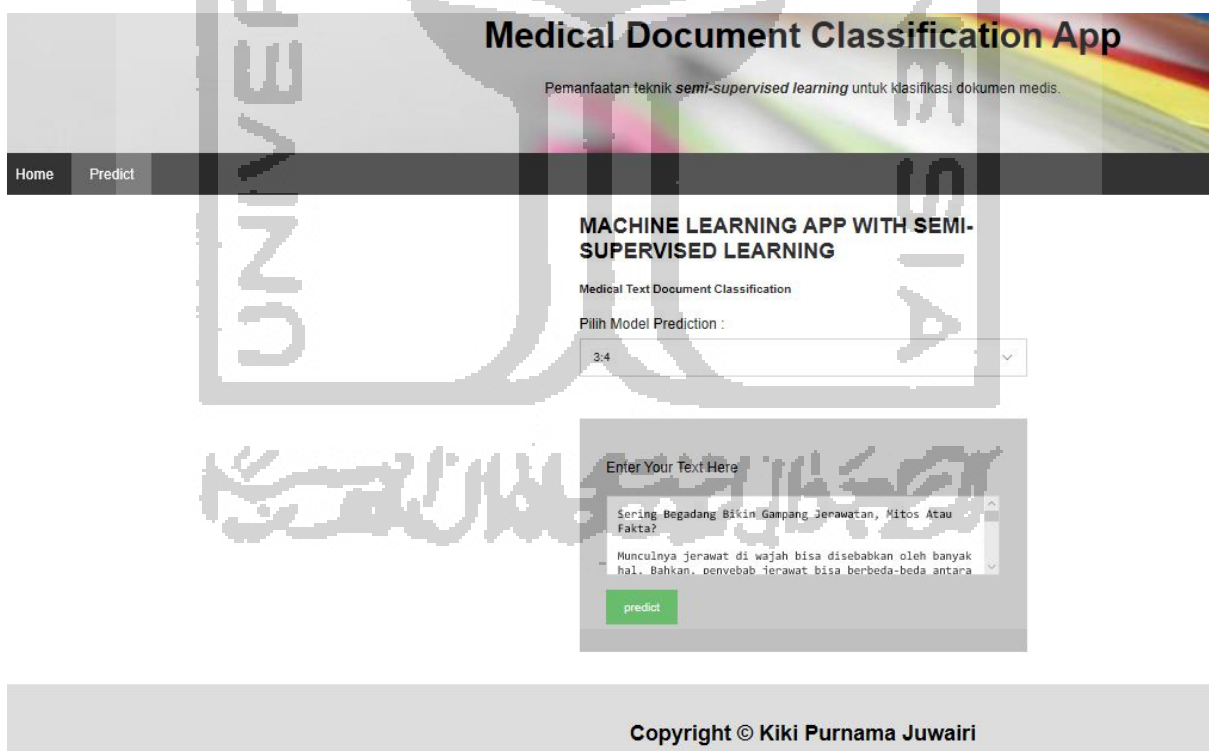 Medical Document Classification App
Pemanfaatan teknik semi-supervised learning untuk klasifikasi dokumen medis.
Home Predict
MACHINE LEARNING APP WITH SEMI-
SUPERVISED LEARNING
Medical Text Document Classification
Pilih Model Prediction :
3:4
Enter Your Text Here
Sering Begadang Bikin Gampang Jerawatan, Mitos Atau
Fakta?
Munculnya jerawat di wajah bisa disebabkan oleh banyak
hal. Bahkan, penyebab jerawat bisa berbeda-beda antara
predict
Copyright © Kiki Purnama Juwairi